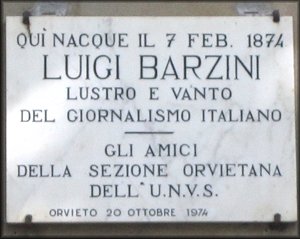 QUÌ NACQUE IL 7 FEB. 1874
LUIGI BARZINI
LUSTRO E VANTO
DEL GIORNALISMO ITALIANO
GLI AMICI
DELLA SEZIONE ORVIETANA
DELL'U.N.V.S.
ORVIETO 20 OTTOBRE 1974